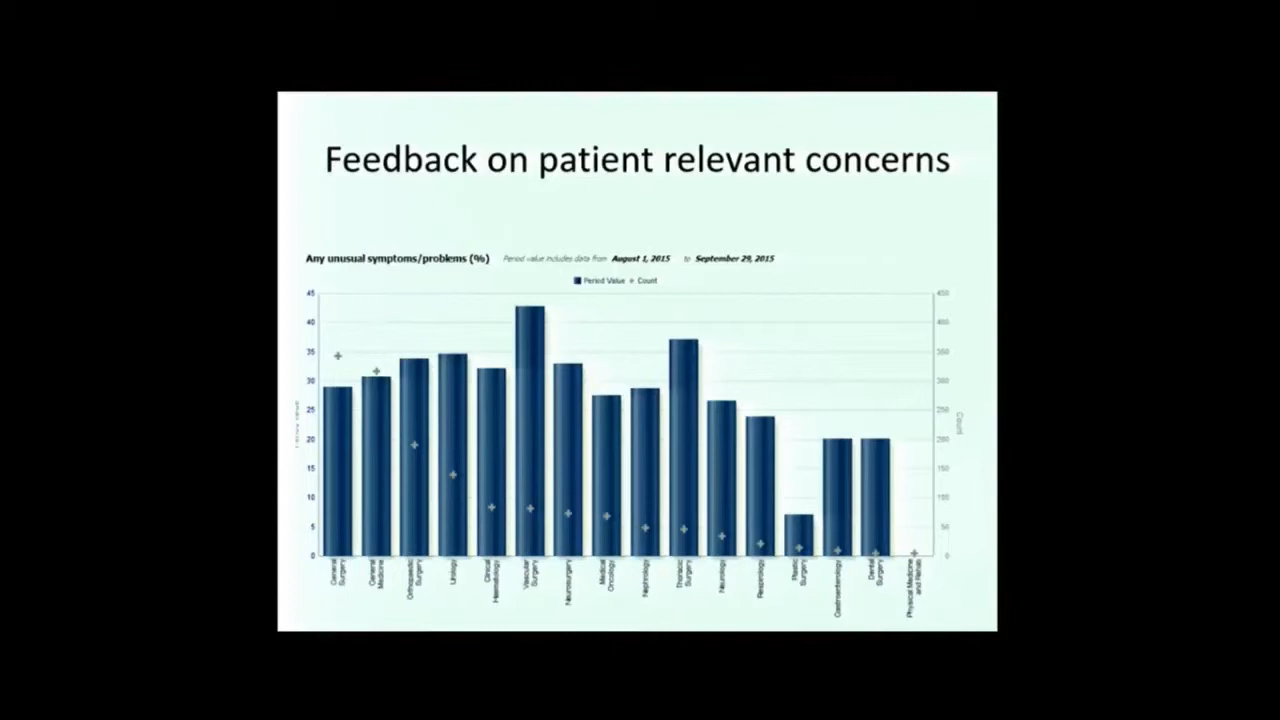 Feedback on patient relevant concerns
Any unusual symptoms/problems (%) Period value includes data from August 1, 2015 to September 29, 2015
Period Value Count
45 450
40 400
35 350
30 300
25 250
20 200
15 150
10 100
5 50
0 0
Count
General
Surgery
General
Medicine
Orthopaedic
Surgery
Urology
Clinical
Haematology
Vascular
Surgery
Neurosurgery
Medical
Oncology
Nephrology
Thoracic
Surgery
Neurology
Respirology
Plastic
Surgery
Gastroenterology
Dental
Surgery
Physical Medicine
and Rehab